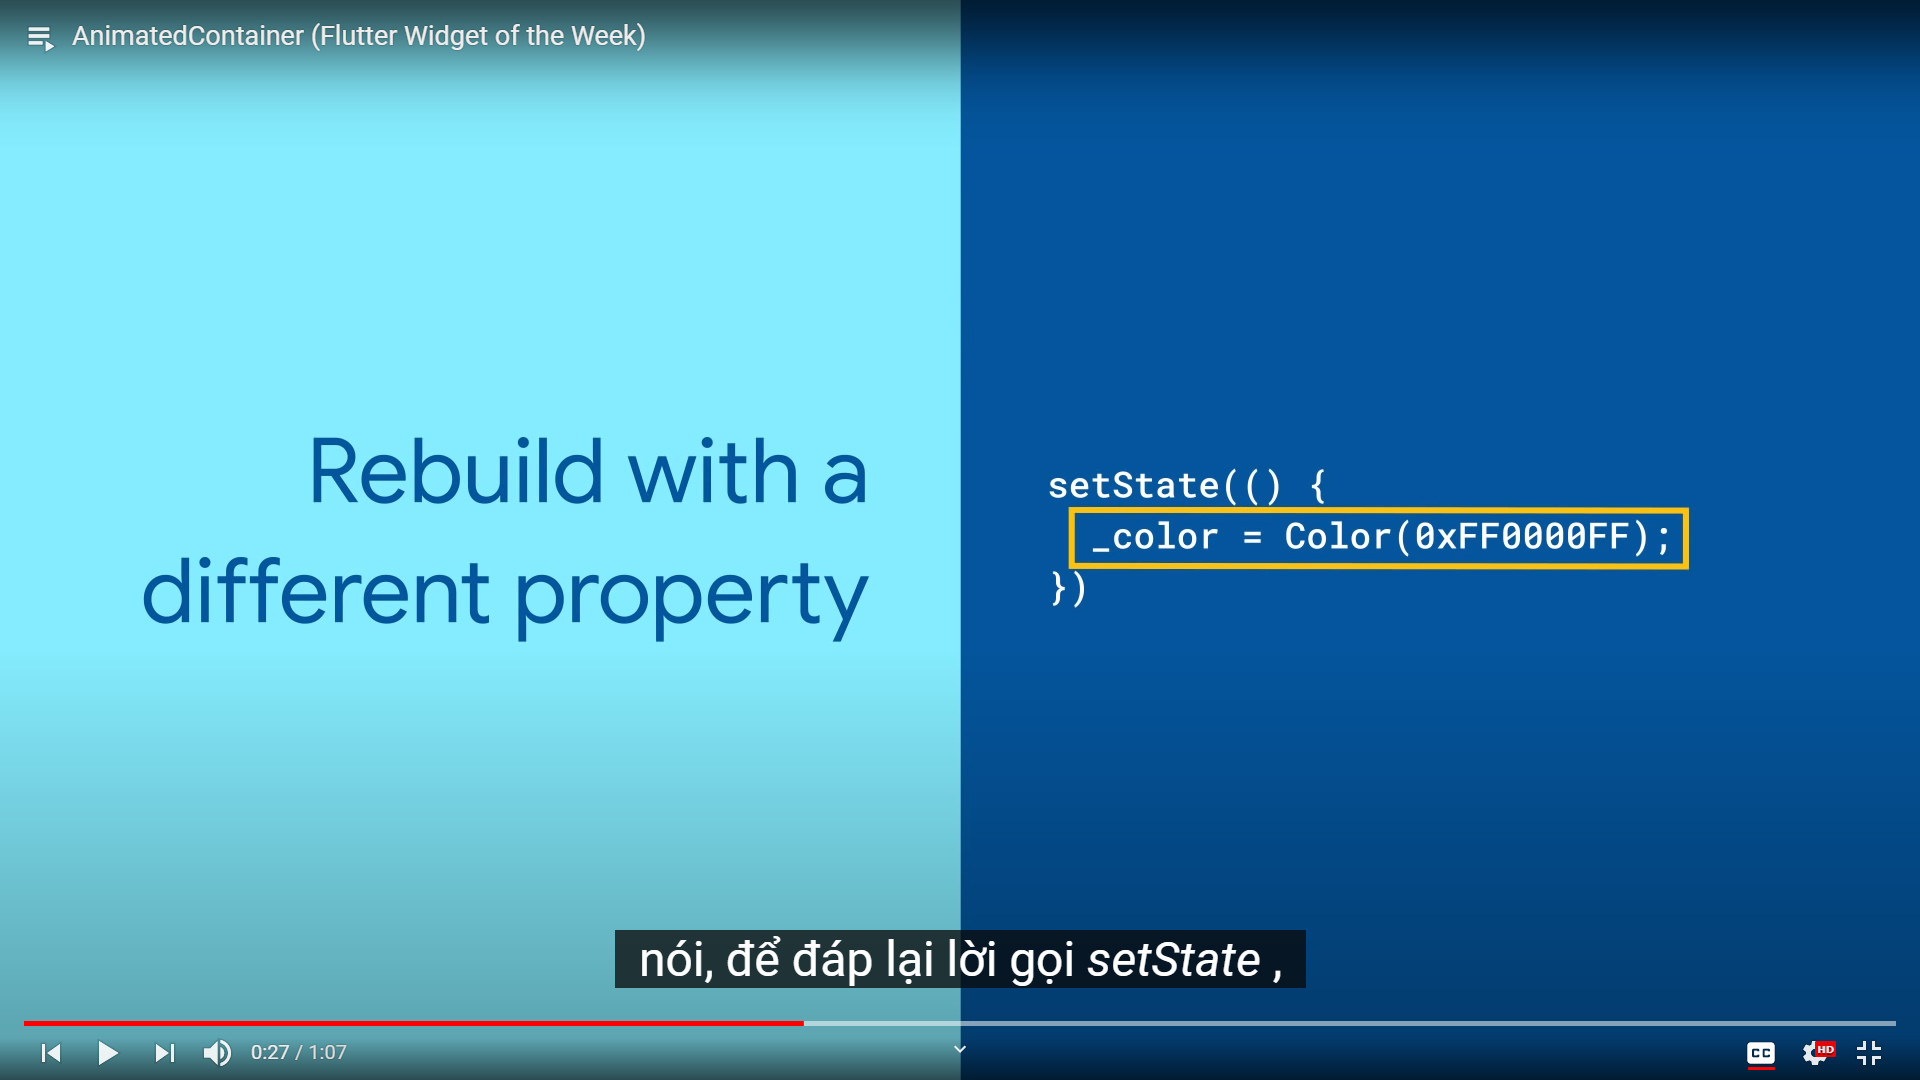 AnimatedContainer (Flutter Widget of the Week)
Rebuild with a
different property
setState(() {
_color = Color(0xFF0000FF);
})
nói, để đáp lại lời gọi setState ,
0:27 / 1:07
CC
HD